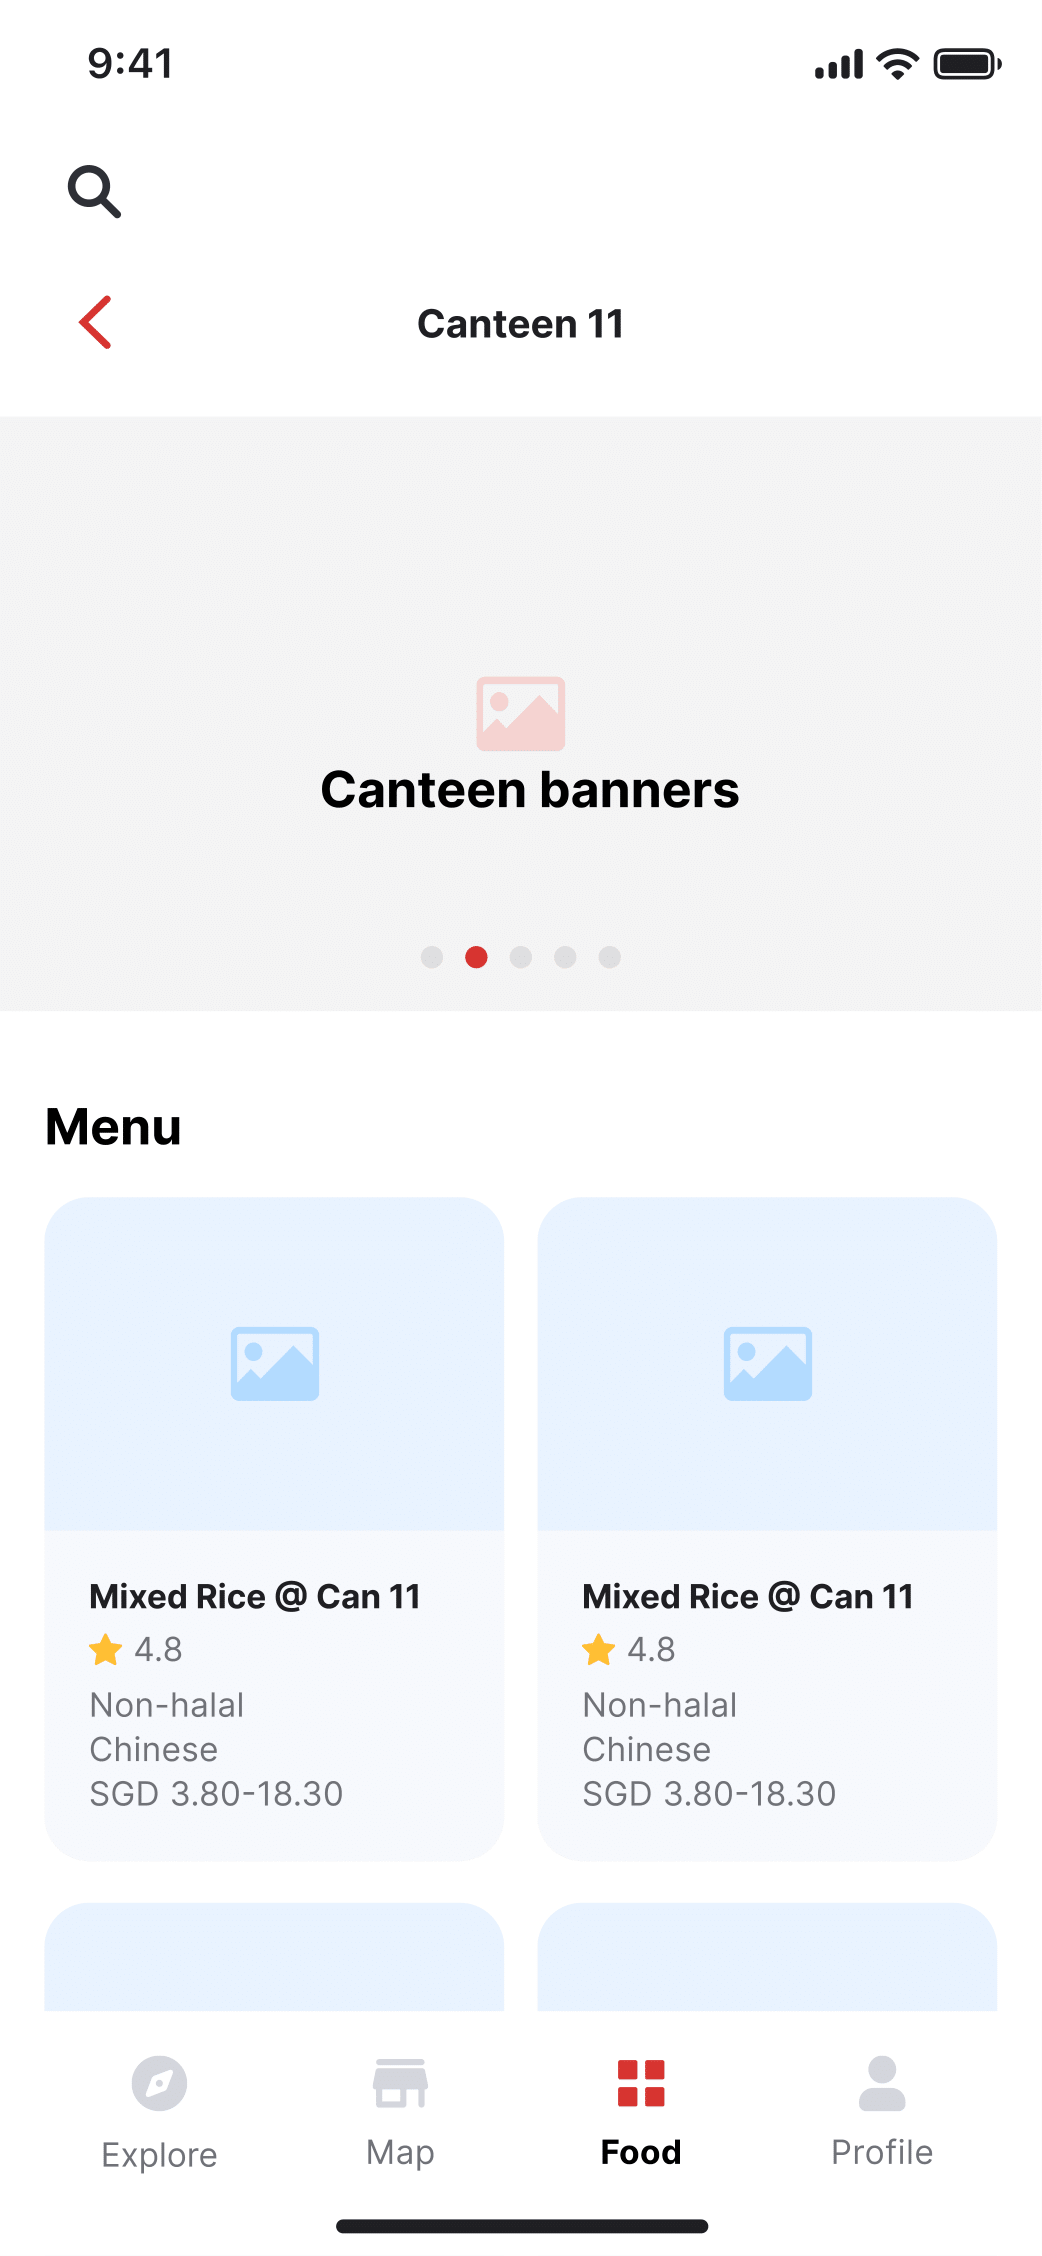 9:41
Canteen 11
Canteen banners
Menu
Mixed Rice @ Can 11
4.8
Non-halal
Chinese
SGD 3.80-18.30
Mixed Rice @ Can 11
4.8
Non-halal
Chinese
SGD 3.80-18.30
Explore
Map
Food
Profile